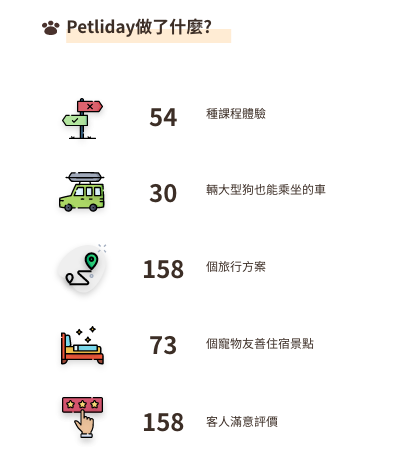 Petliday做了什麼?
54 種課程體驗
30 輛大型狗也能乘坐的車
158 個旅行方案
73 個寵物友善住宿景點
158 客人滿意評價